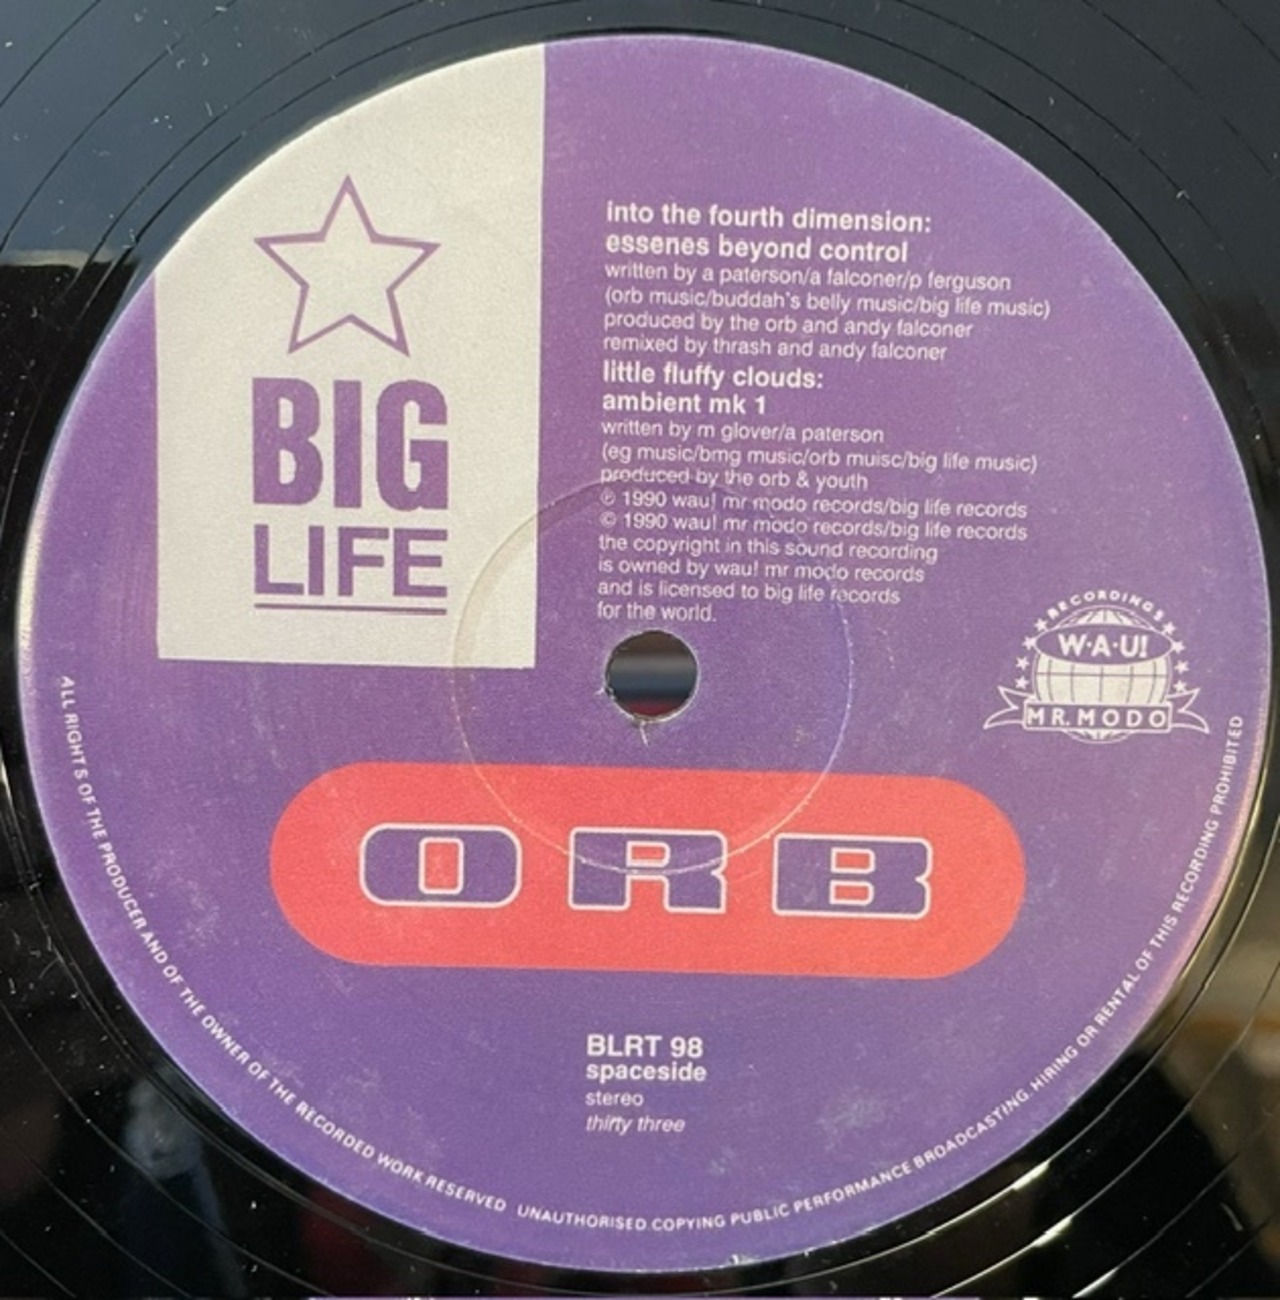 BIG
LIFE
into the fourth dimension:
essenes beyond control
written by a paterson/a falconer/p ferguson
(orb music/buddah's belly music/big life music)
produced by the orb and andy falconer
remixed by thrash and andy falconer
little fluffy clouds:
ambient mk 1
written by m glover/a paterson
(eg music/bmg music/orb muisc/big life music)
produced by the orb & youth
℗ 1990 wau! mr modo records/big life records
© 1990 wau! mr modo records/big life records
the copyright in this sound recording
is owned by wau! mr modo records
and is licensed to big life records
for the world.
RECORDINGS
W·A·U!
MR. MODO
ORB
BLRT 98
spaceside
stereo
thirty three
ALL RIGHTS OF THE PRODUCER AND OF THE OWNER OF THE RECORDED WORK RESERVED UNAUTHORISED COPYING PUBLIC PERFORMANCE BROADCASTING HIRING OR RENTAL OF THIS RECORDING PROHIBITED